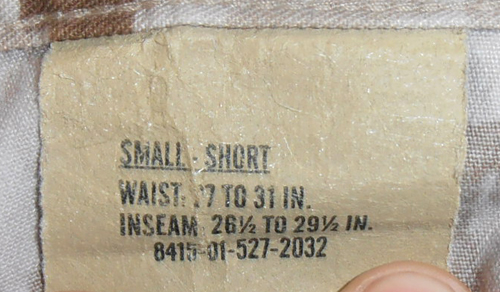 SMALL - SHORT
WAIST: 27 TO 31 IN.
INSEAM: 26½ TO 29½ IN.
8415-01-527-2032